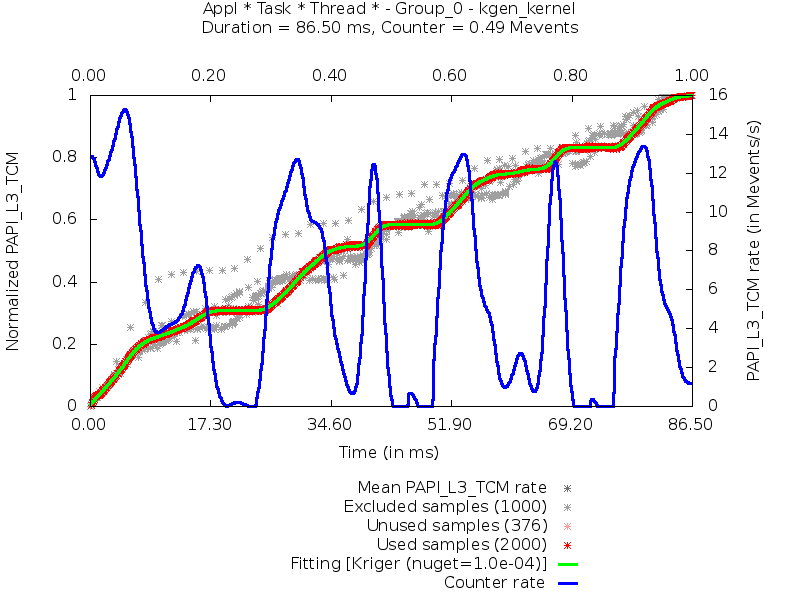 Appl * Task * Thread * - Group_0 - kgen_kernel
Duration = 86.50 ms, Counter = 0.49 Mevents
0.00 0.20 0.40 0.60 0.80 1.00
1 16
14
0.8 12
0.6 10
8
0.4 6
4
0.2 2
0 0
Normalized PAPI_L3_TCM
PAPI_L3_TCM rate (in Mevents/s)
0.00 17.30 34.60 51.90 69.20 86.50
Time (in ms)
Mean PAPI_L3_TCM rate
Excluded samples (1000)
Unused samples (376)
Used samples (2000)
Fitting [Kriger (nuget=1.0e-04)]
Counter rate